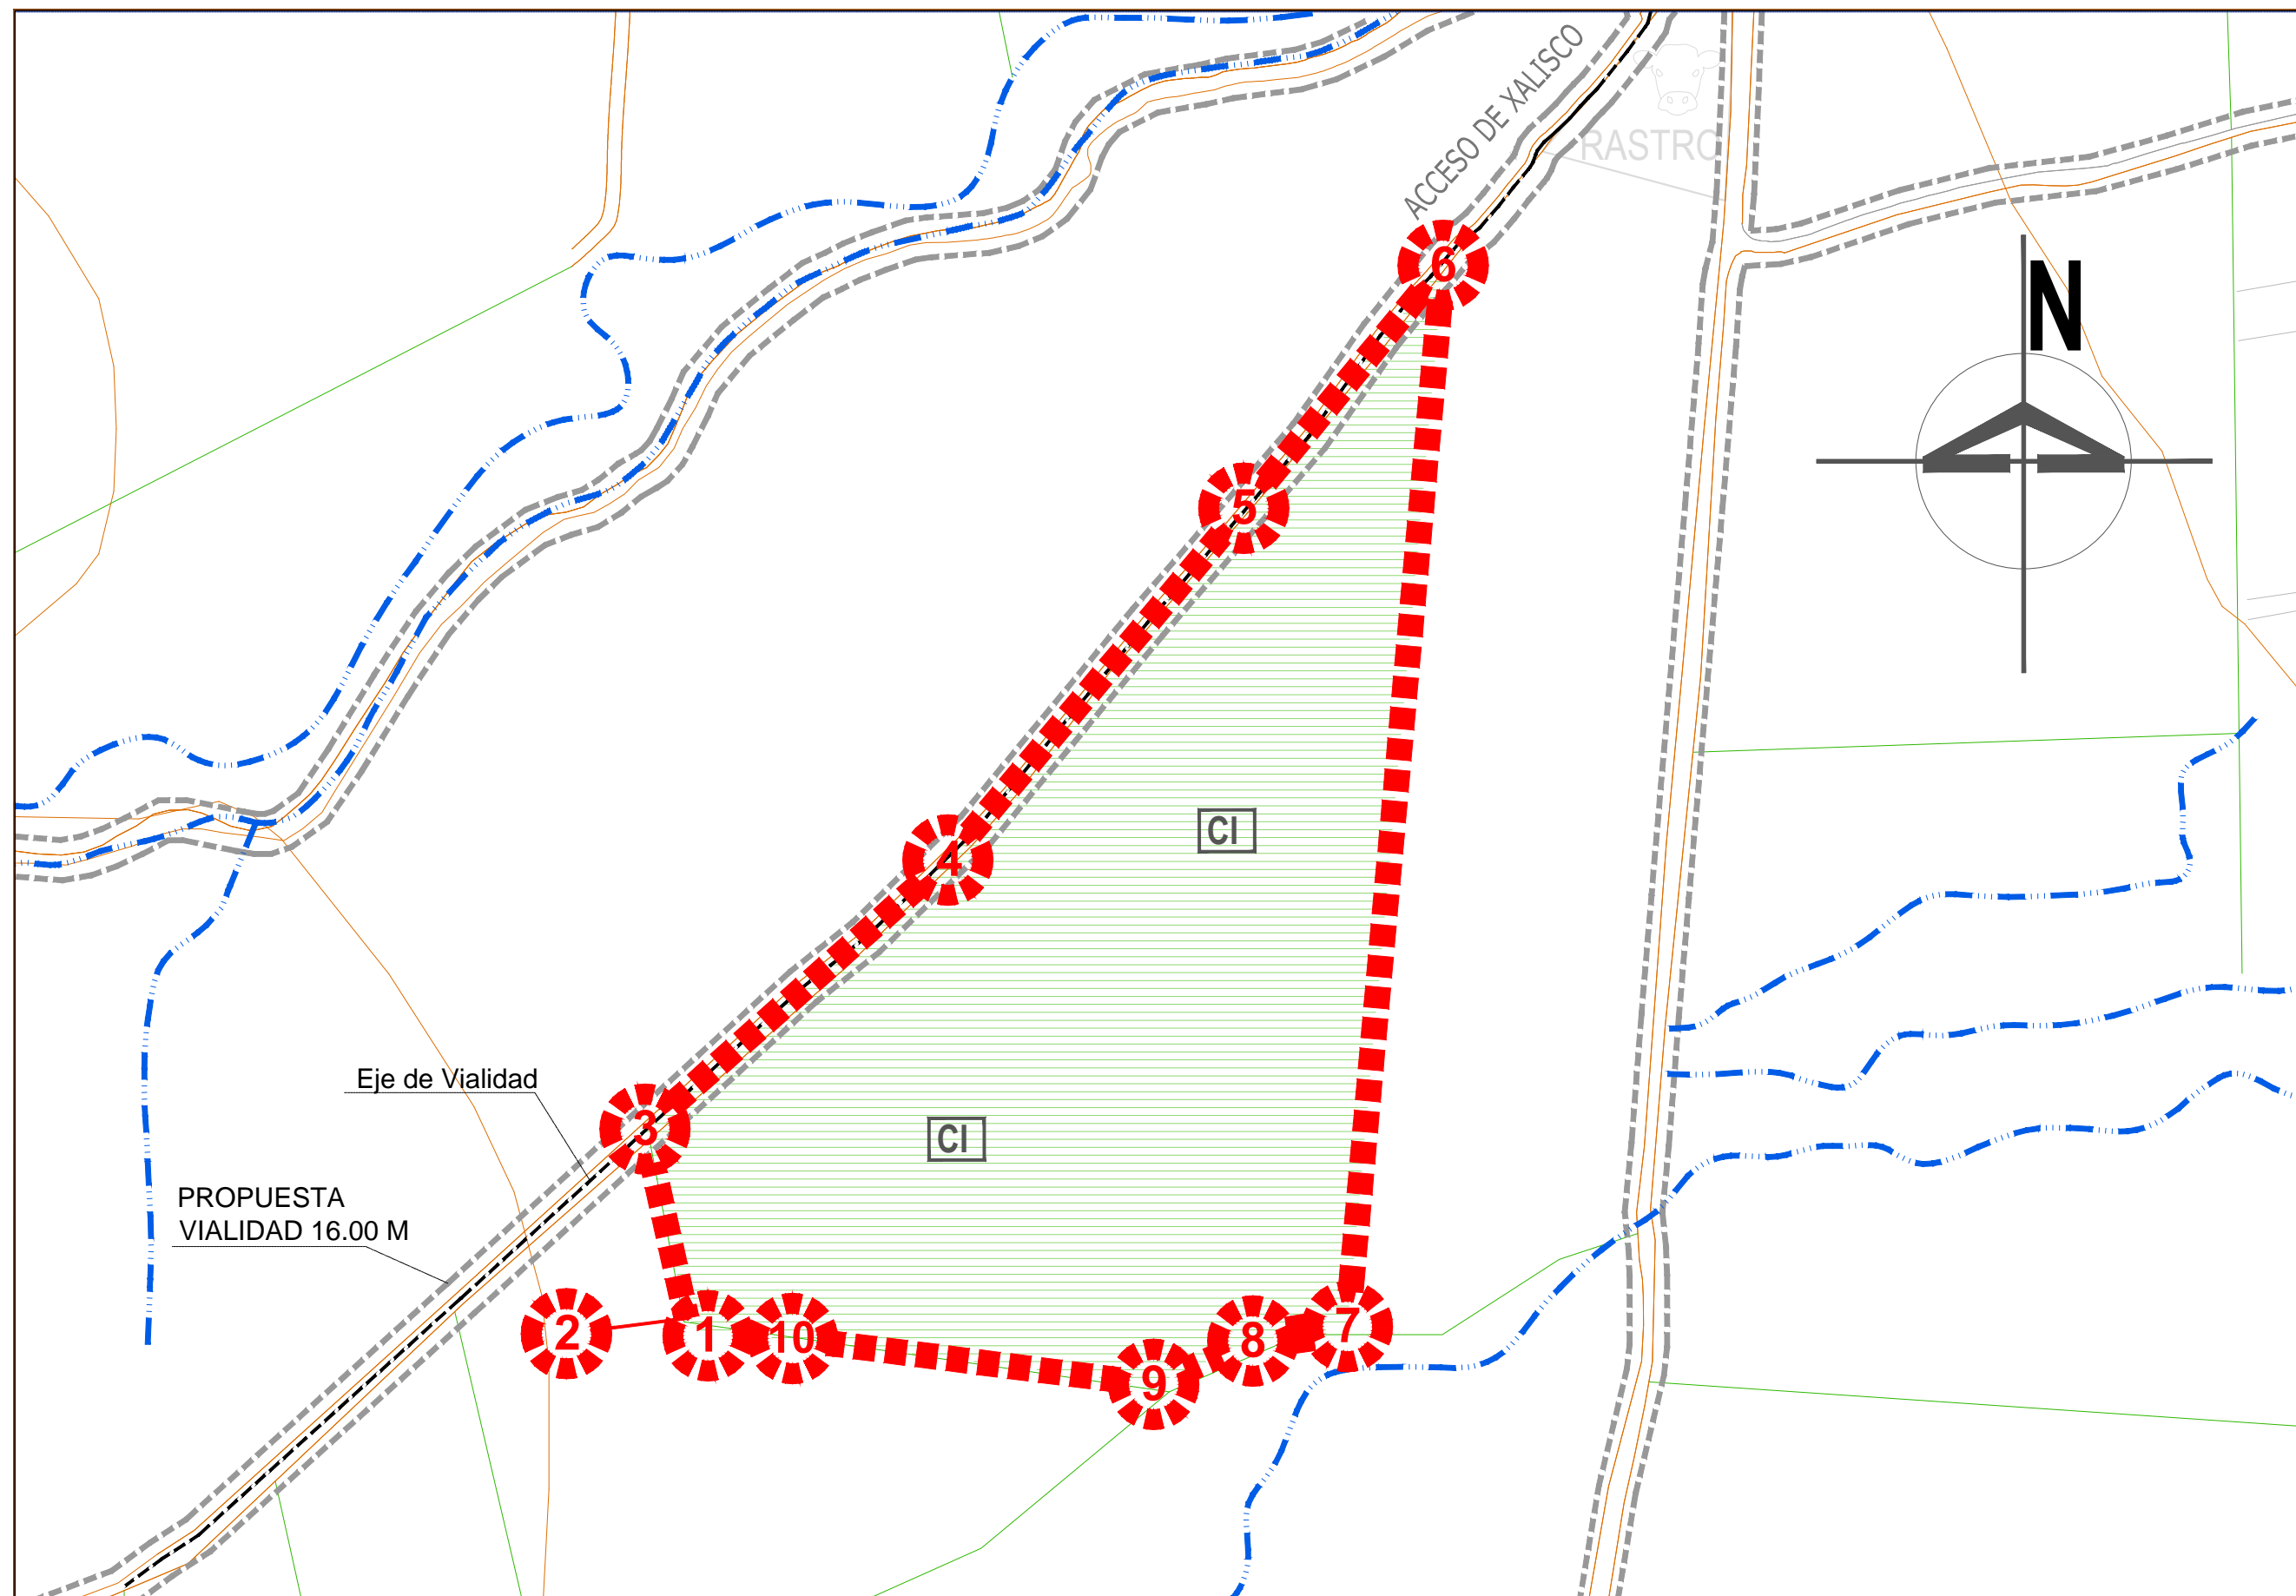 ACCESO DE XALISCO
RASTRO
6
N
5
CI
4
Eje de Vialidad
3
CI
PROPUESTA
VIALIDAD 16.00 M
2
1
10
8
7
9